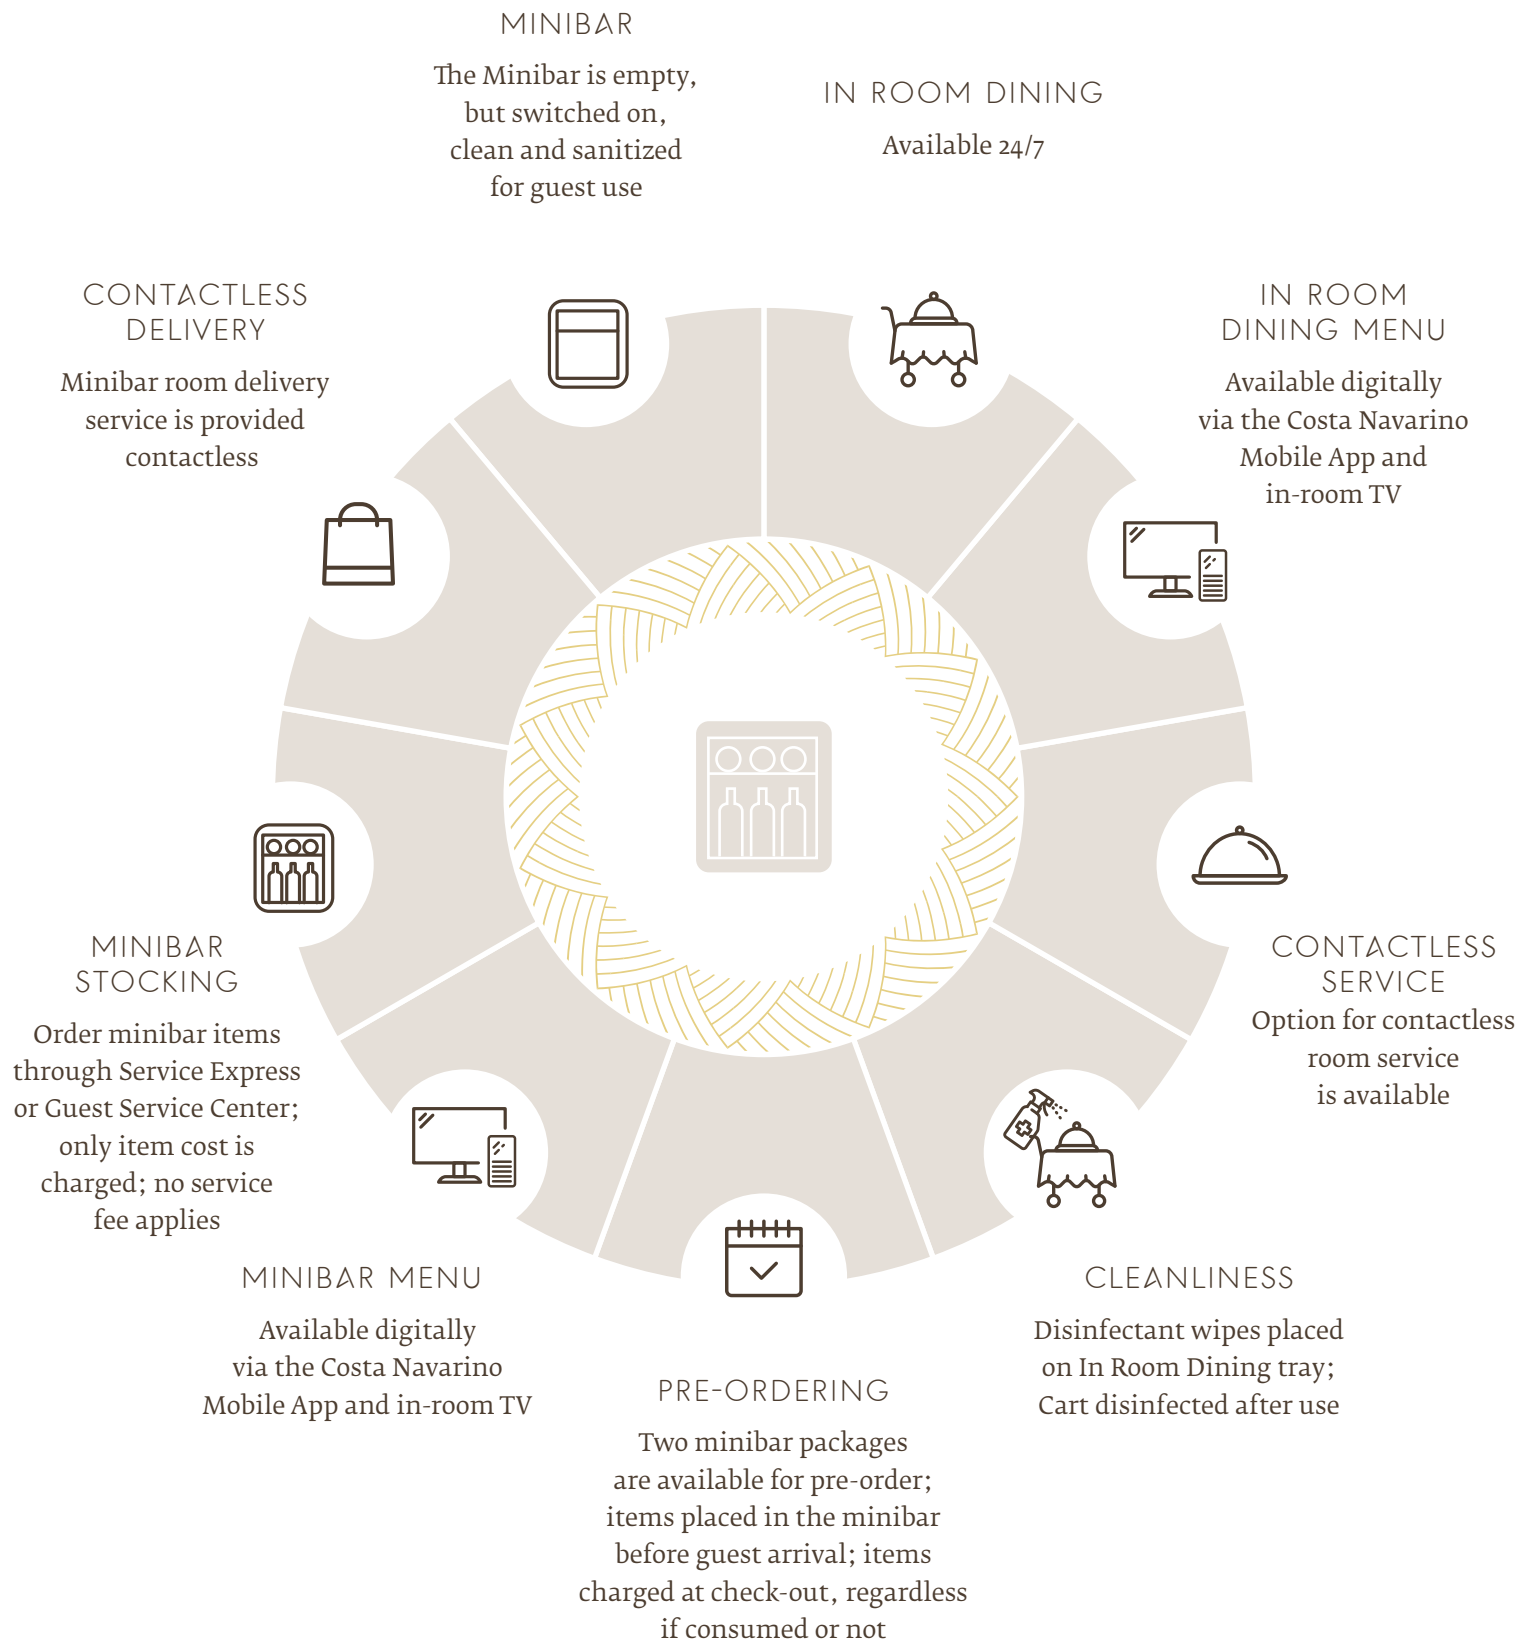 MINIBAR
The Minibar is empty,
but switched on,
clean and sanitized
for guest use
IN ROOM DINING
Available 24/7
IN ROOM
DINING MENU
Available digitally
via the Costa Navarino
Mobile App and
in-room TV
CONTACTLESS
SERVICE
Option for contactless
room service
is available
CLEANLINESS
Disinfectant wipes placed
on In Room Dining tray;
Cart disinfected after use
PRE-ORDERING
Two minibar packages
are available for pre-order;
items placed in the minibar
before guest arrival; items
charged at check-out, regardless
if consumed or not
MINIBAR MENU
Available digitally
via the Costa Navarino
Mobile App and in-room TV
MINIBAR
STOCKING
Order minibar items
through Service Express
or Guest Service Center;
only item cost is
charged; no service
fee applies
CONTACTLESS
DELIVERY
Minibar room delivery
service is provided
contactless